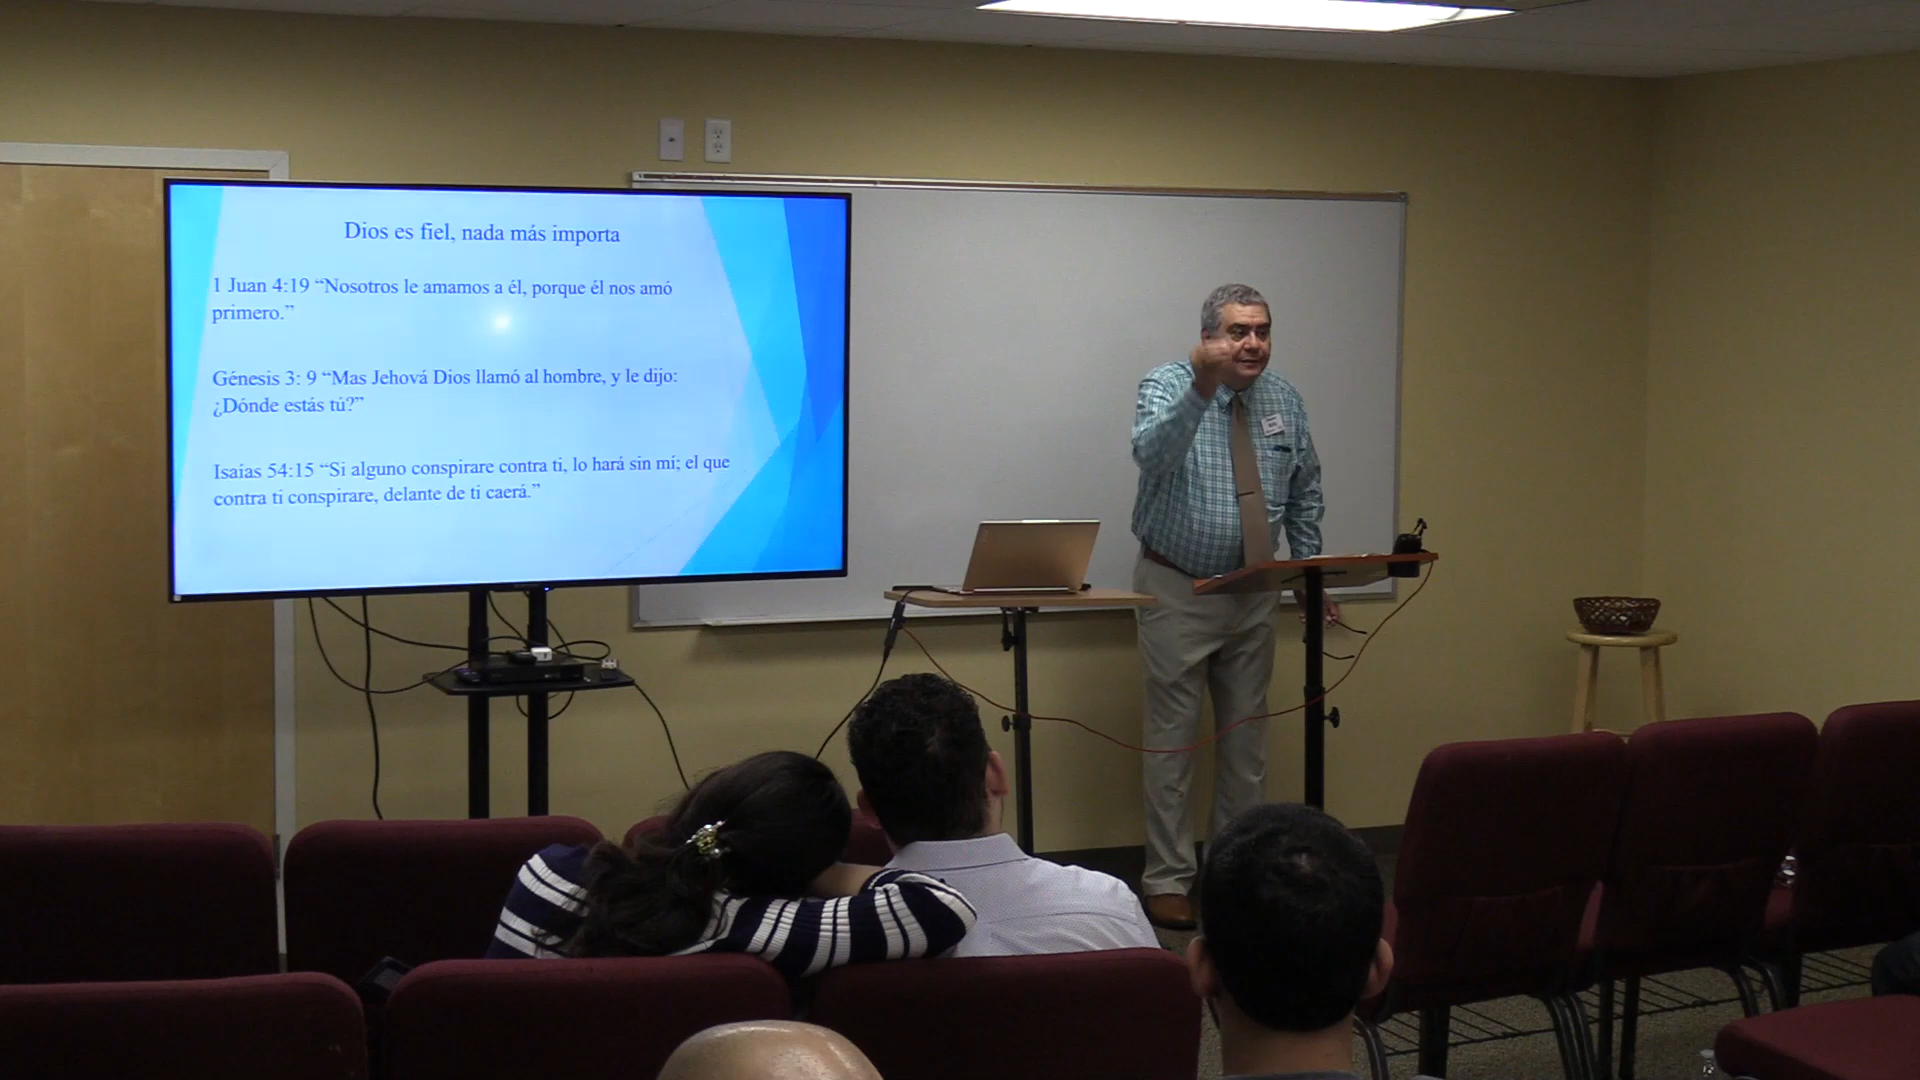 Dios es fiel, nada más importa
1 Juan 4:19 “Nosotros le amamos a él, porque él nos amó
primero.”
Génesis 3: 9 “Mas Jehová Dios llamó al hombre, y le dijo:
¿Dónde estás tú?”
Isaías 54:15 “Si alguno conspirare contra ti, lo hará sin mí; el que
contra ti conspirare, delante de ti caerá.”